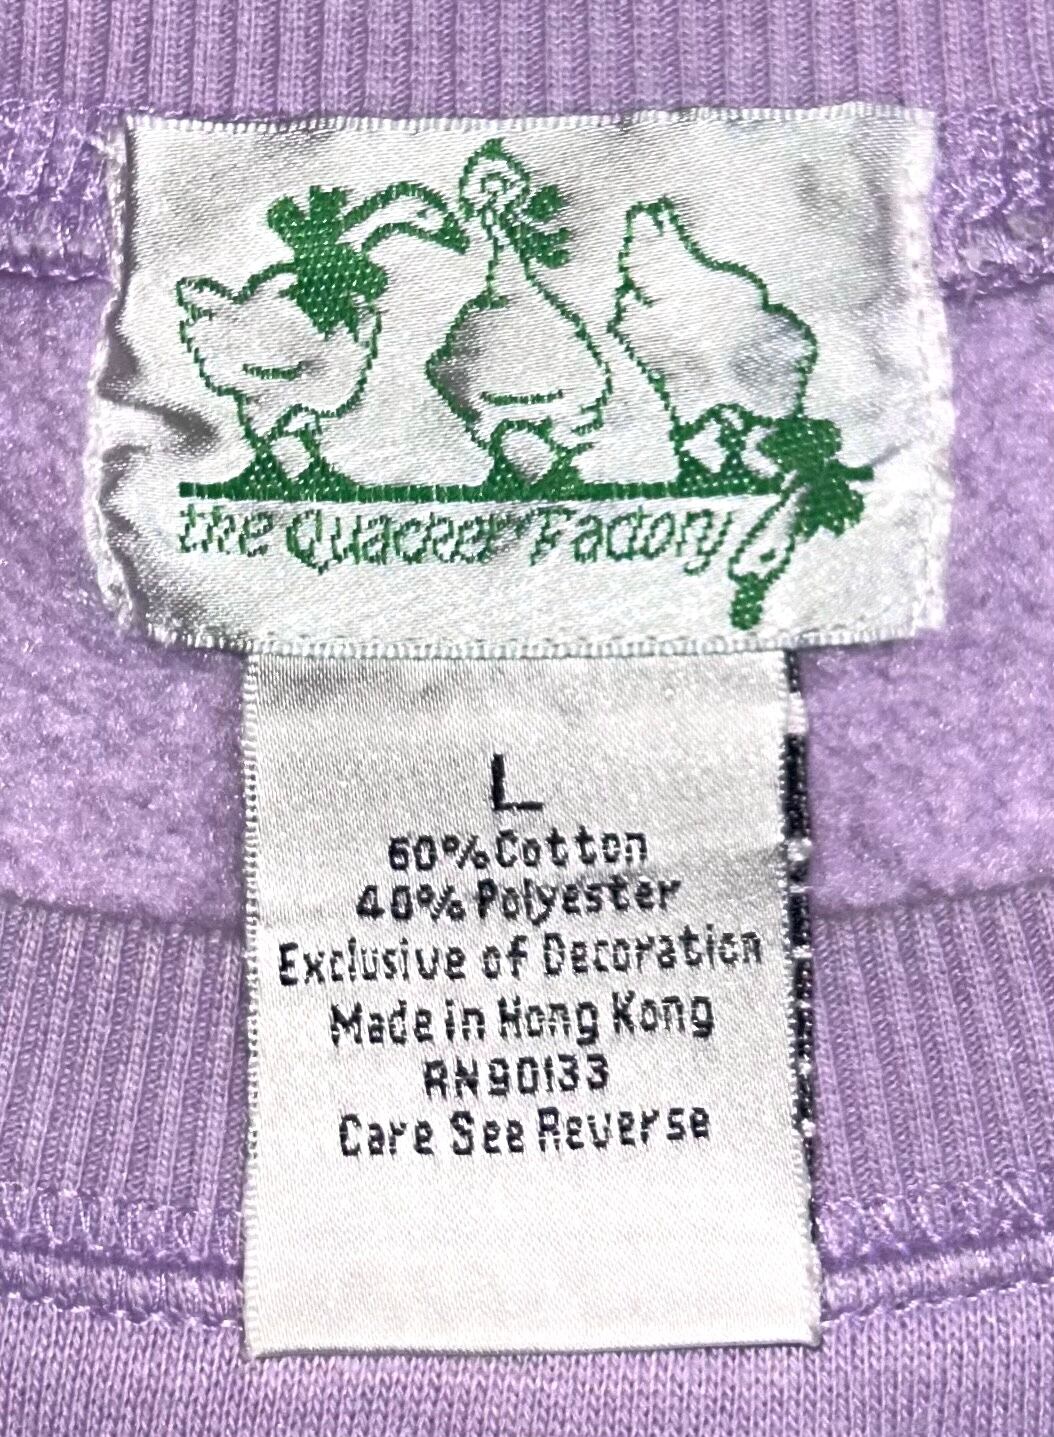 the Quacker Factory
L
60% Cotton
40% Polyester
Exclusive of Decoration
Made in Hong Kong
RN90133
Care See Reverse